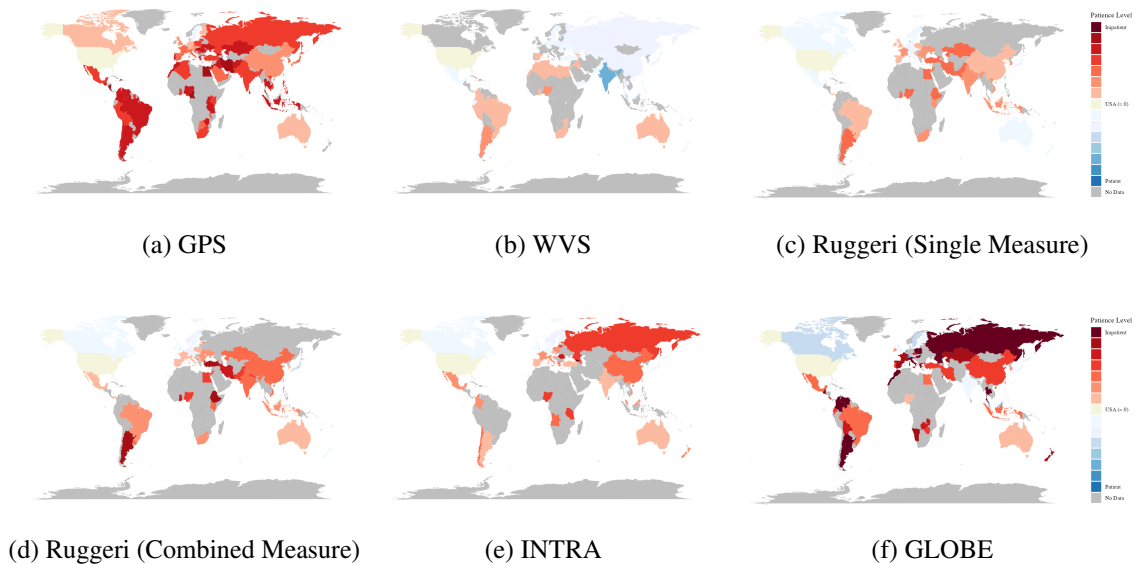 Patience Level
Impatient
USA (= 0)
Patient
No Data
(a) GPS
(b) WVS
(c) Ruggeri (Single Measure)
Patience Level
Impatient
USA (= 0)
Patient
No Data
(d) Ruggeri (Combined Measure)
(e) INTRA
(f) GLOBE